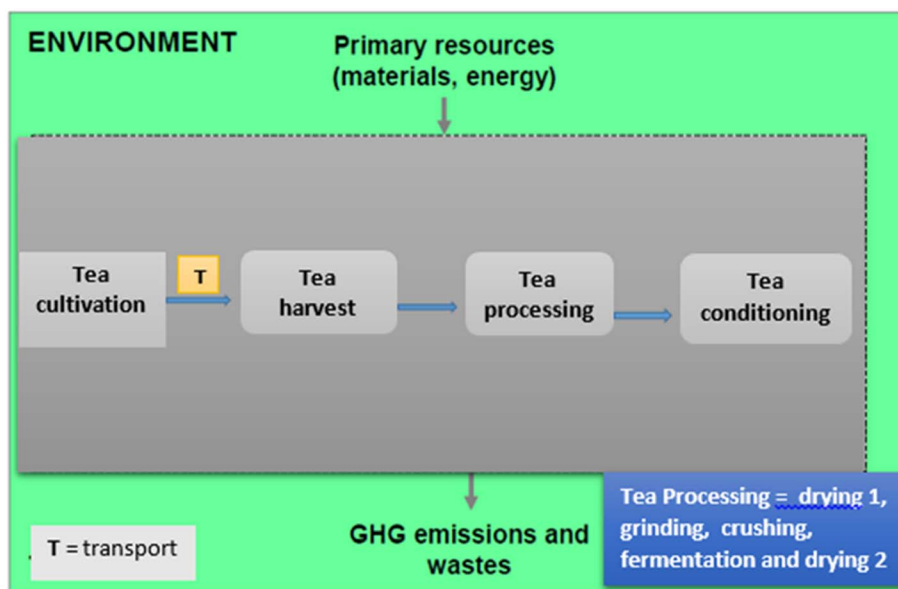 ENVIRONMENT
Primary resources
(materials, energy)
Tea
cultivation
T
Tea
harvest
Tea
processing
Tea
conditioning
T = transport
GHG emissions and
wastes
Tea Processing = drying 1,
grinding, crushing,
fermentation and drying 2